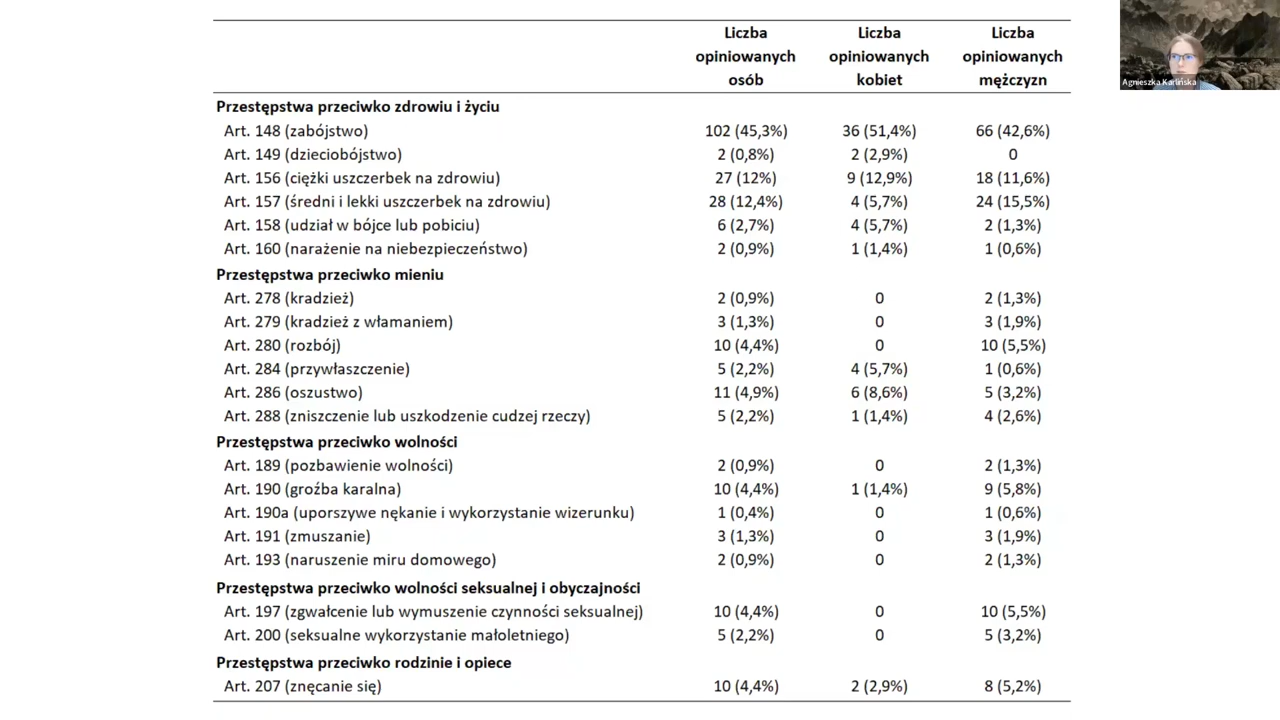 Liczba opiniowanych osób Liczba opiniowanych kobiet Liczba opiniowanych mężczyzn
Przestępstwa przeciwko zdrowiu i życiu
Art. 148 (zabójstwo) 102 (45,3%) 36 (51,4%) 66 (42,6%)
Art. 149 (dzieciobójstwo) 2 (0,8%) 2 (2,9%) 0
Art. 156 (ciężki uszczerbek na zdrowiu) 27 (12%) 9 (12,9%) 18 (11,6%)
Art. 157 (średni i lekki uszczerbek na zdrowiu) 28 (12,4%) 4 (5,7%) 24 (15,5%)
Art. 158 (udział w bójce lub pobiciu) 6 (2,7%) 4 (5,7%) 2 (1,3%)
Art. 160 (narażenie na niebezpieczeństwo) 2 (0,9%) 1 (1,4%) 1 (0,6%)
Przestępstwa przeciwko mieniu
Art. 278 (kradzież) 2 (0,9%) 0 2 (1,3%)
Art. 279 (kradzież z włamaniem) 3 (1,3%) 0 3 (1,9%)
Art. 280 (rozbój) 10 (4,4%) 0 10 (5,5%)
Art. 284 (przywłaszczenie) 5 (2,2%) 4 (5,7%) 1 (0,6%)
Art. 286 (oszustwo) 11 (4,9%) 6 (8,6%) 5 (3,2%)
Art. 288 (zniszczenie lub uszkodzenie cudzej rzeczy) 5 (2,2%) 1 (1,4%) 4 (2,6%)
Przestępstwa przeciwko wolności
Art. 189 (pozbawienie wolności) 2 (0,9%) 0 2 (1,3%)
Art. 190 (groźba karalna) 10 (4,4%) 1 (1,4%) 9 (5,8%)
Art. 190a (uporszywe nękanie i wykorzystanie wizerunku) 1 (0,4%) 0 1 (0,6%)
Art. 191 (zmuszanie) 3 (1,3%) 0 3 (1,9%)
Art. 193 (naruszenie miru domowego) 2 (0,9%) 0 2 (1,3%)
Przestępstwa przeciwko wolności seksualnej i obyczajności
Art. 197 (zgwałcenie lub wymuszenie czynności seksualnej) 10 (4,4%) 0 10 (5,5%)
Art. 200 (seksualne wykorzystanie małoletniego) 5 (2,2%) 0 5 (3,2%)
Przestępstwa przeciwko rodzinie i opiece
Art. 207 (znęcanie się) 10 (4,4%) 2 (2,9%) 8 (5,2%)
Agnieszka Karlińska